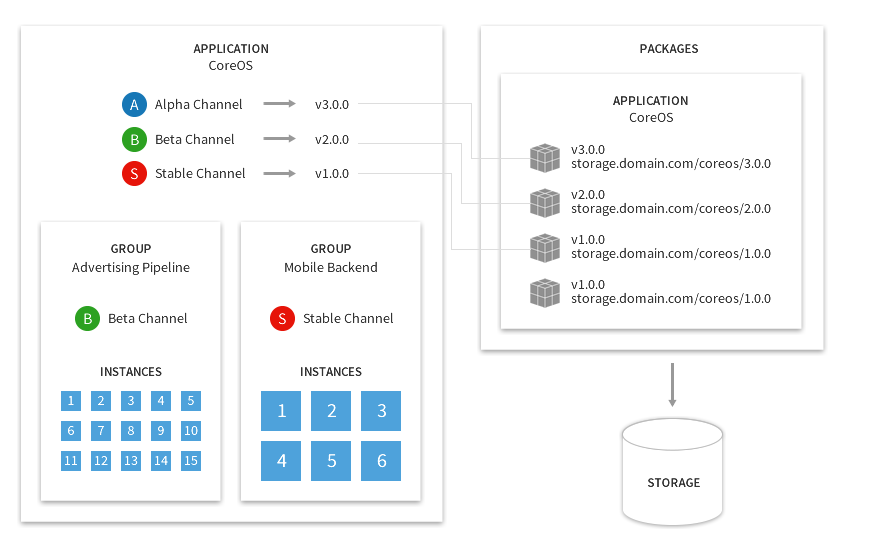 APPLICATION
CoreOS
A Alpha Channel v3.0.0
B Beta Channel v2.0.0
S Stable Channel v1.0.0
GROUP
Advertising Pipeline
B Beta Channel
INSTANCES
1 2 3 4 5
6 7 8 9 10
11 12 13 14 15
GROUP
Mobile Backend
S Stable Channel
INSTANCES
1 2 3
4 5 6
PACKAGES
APPLICATION
CoreOS
v3.0.0
storage.domain.com/coreos/3.0.0
v2.0.0
storage.domain.com/coreos/2.0.0
v1.0.0
storage.domain.com/coreos/1.0.0
v1.0.0
storage.domain.com/coreos/1.0.0
STORAGE